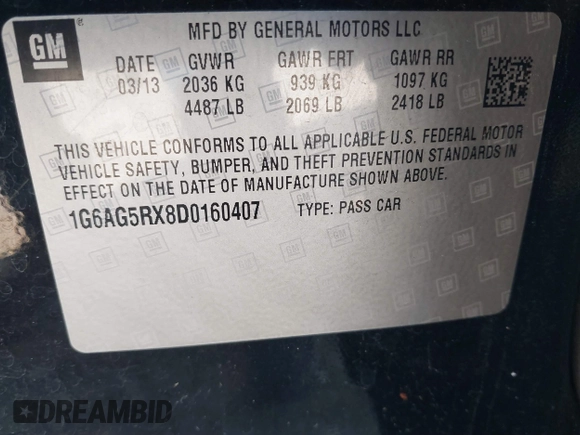 GM
MFD BY GENERAL MOTORS LLC
DATE GVWR GAWR FRT GAWR RR
03/13 2036 KG 939 KG 1097 KG
4487 LB 2069 LB 2418 LB
THIS VEHICLE CONFORMS TO ALL APPLICABLE U.S. FEDERAL MOTOR
VEHICLE SAFETY, BUMPER, AND THEFT PREVENTION STANDARDS IN
EFFECT ON THE DATE OF MANUFACTURE SHOWN ABOVE.
1G6AG5RX8D0160407 TYPE: PASS CAR
DREAMBID